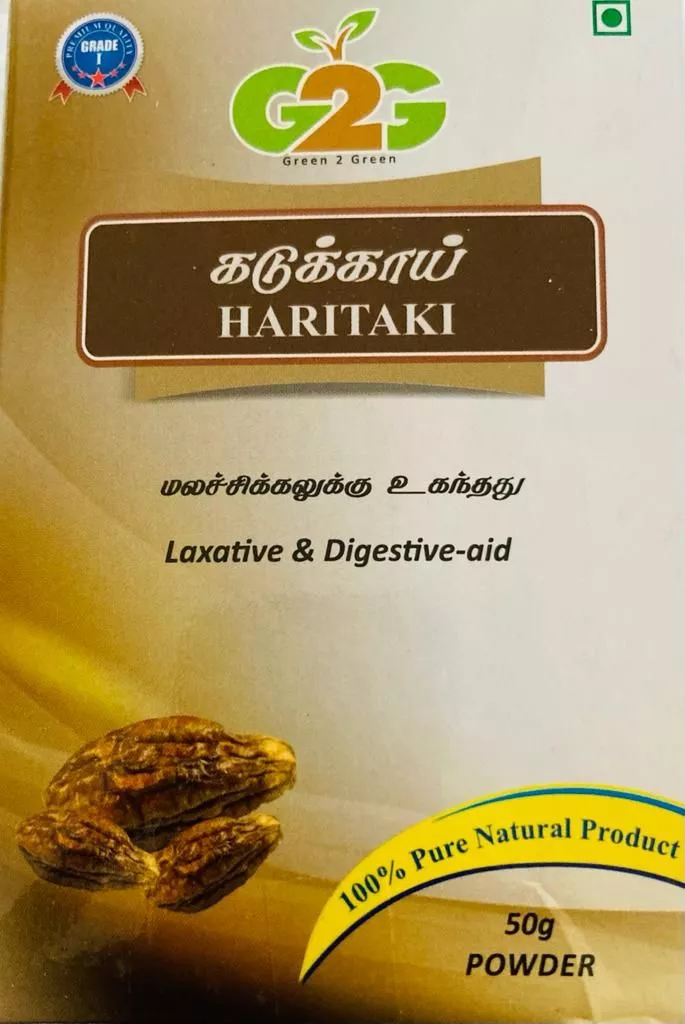 PREMIUM QUALITY
GRADE
I
G2G
Green 2 Green
கடுக்காய்
HARITAKI
மலச்சிக்கலுக்கு உகந்தது
Laxative & Digestive-aid
100% Pure Natural Product
50g
POWDER